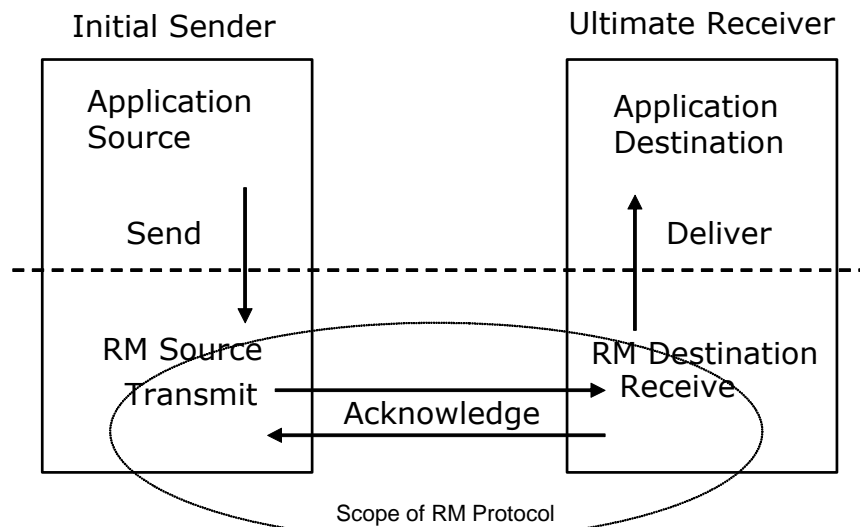 Initial Sender
Ultimate Receiver
Application
Source
Application
Destination
Send
Deliver
RM Source
Transmit
RM Destination
Receive
Acknowledge
Scope of RM Protocol